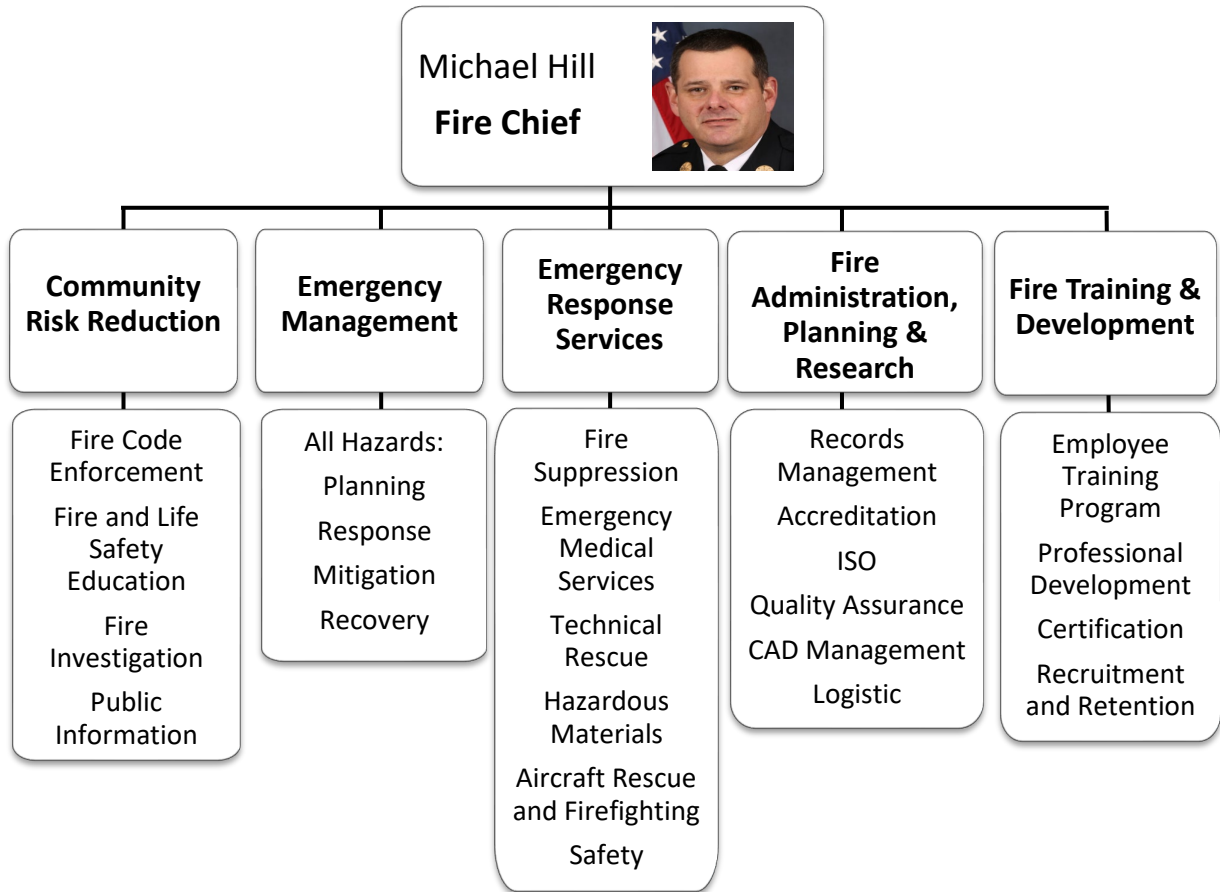 Michael Hill
Fire Chief
Community
Risk Reduction
Fire Code
Enforcement
Fire and Life
Safety
Education
Fire
Investigation
Public
Information
Emergency
Management
All Hazards:
Planning
Response
Mitigation
Recovery
Emergency
Response
Services
Fire
Suppression
Emergency
Medical
Services
Technical
Rescue
Hazardous
Materials
Aircraft Rescue
and Firefighting
Safety
Fire
Administration,
Planning &
Research
Records
Management
Accreditation
ISO
Quality Assurance
CAD Management
Logistic
Fire Training &
Development
Employee
Training
Program
Professional
Development
Certification
Recruitment
and Retention